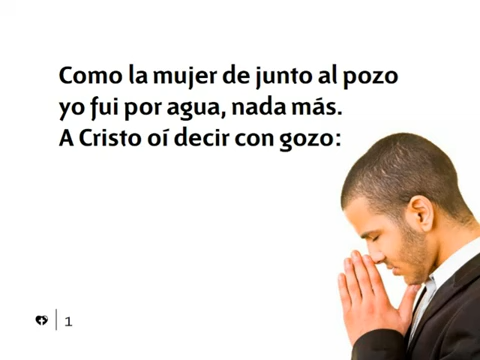 Como la mujer de junto al pozo
yo fui por agua, nada más.
A Cristo oí decir con gozo:
1